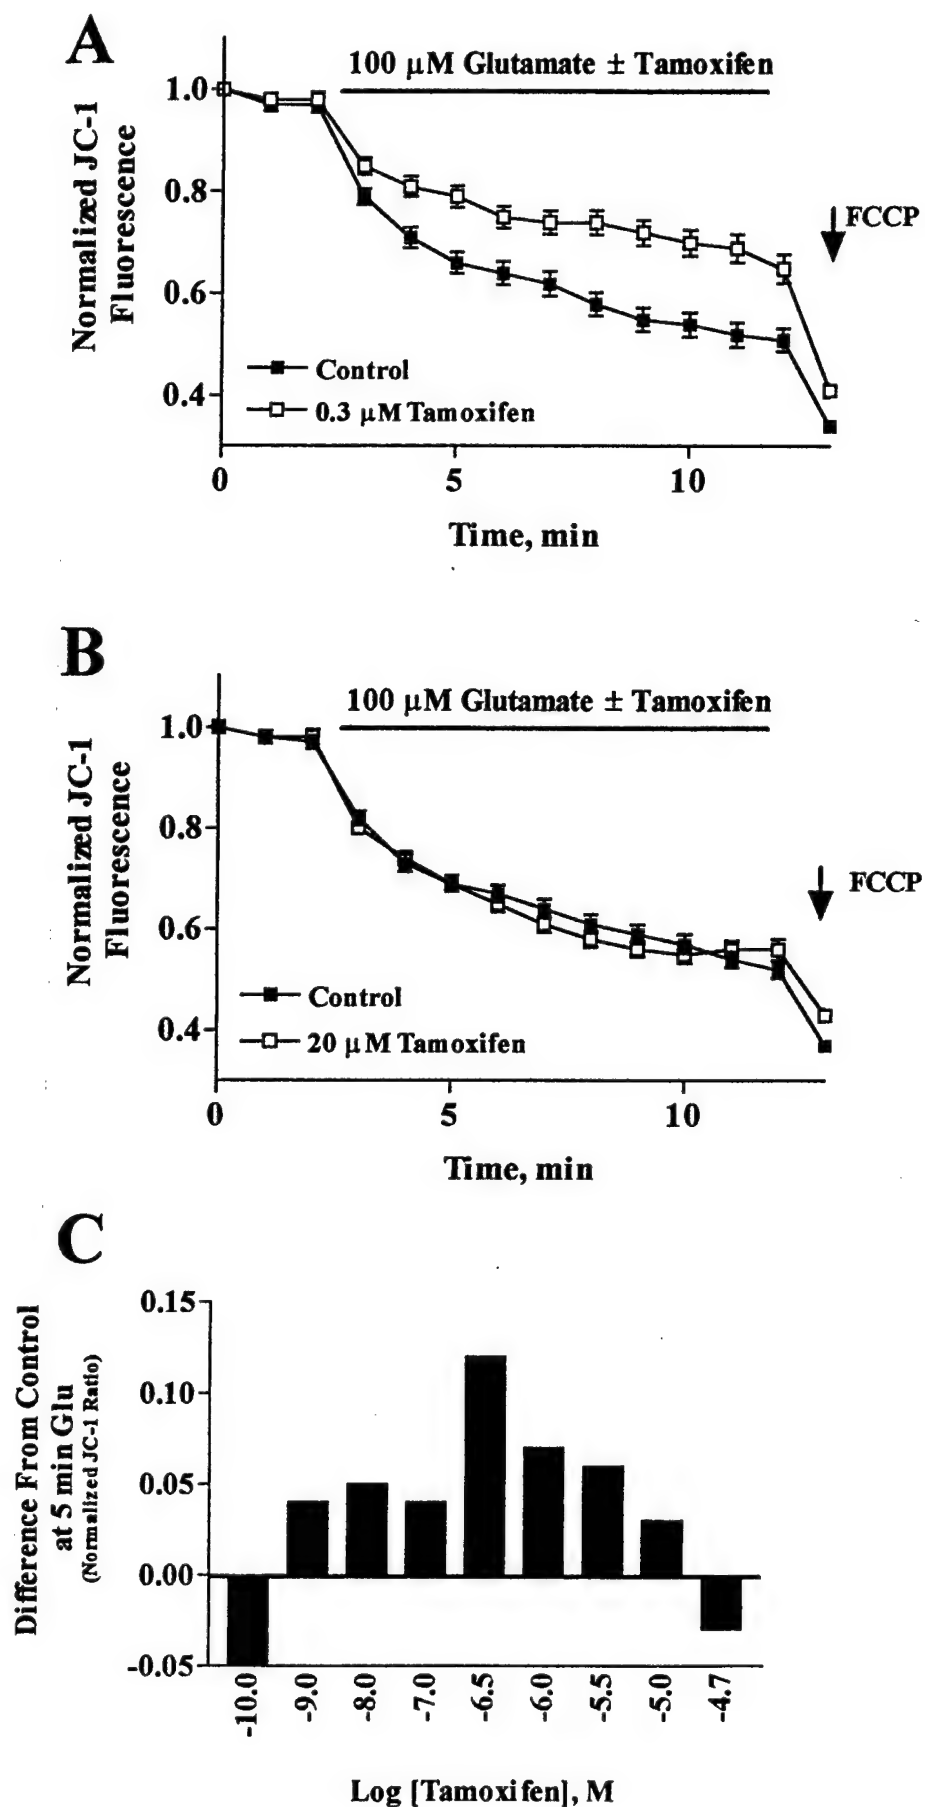 A
100 µM Glutamate ± Tamoxifen
Normalized JC-1
Fluorescence
1.0
0.8
0.6
0.4
FCCP
Control
0.3 µM Tamoxifen
0 5 10
Time, min
B
100 µM Glutamate ± Tamoxifen
Normalized JC-1
Fluorescence
1.0
0.8
0.6
0.4
FCCP
Control
20 µM Tamoxifen
0 5 10
Time, min
C
Difference From Control
at 5 min Glu
(Normalized JC-1 Ratio)
0.15
0.10
0.05
0.00
-0.05
-10.0 -9.0 -8.0 -7.0 -6.5 -6.0 -5.5 -5.0 -4.7
Log [Tamoxifen], M